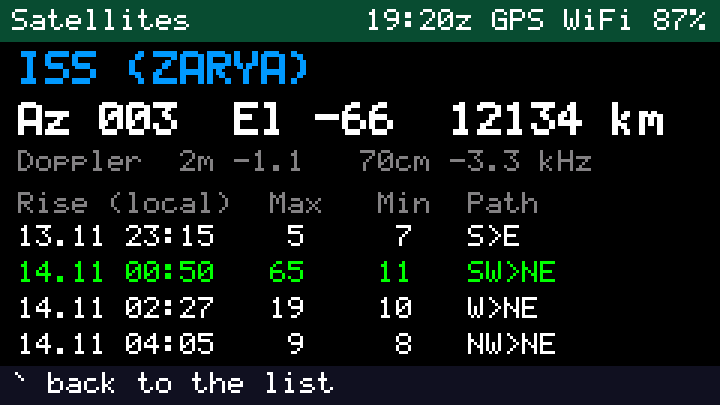 Satellites 19:20z GPS WiFi 87%
ISS (ZARYA)
Az 003 El -66 12134 km
Doppler 2m -1.1 70cm -3.3 kHz
Rise (local) Max Min Path
13.11 23:15 5 7 S>E
14.11 00:50 65 11 SW>NE
14.11 02:27 19 10 W>NE
14.11 04:05 9 8 NW>NE
` back to the list